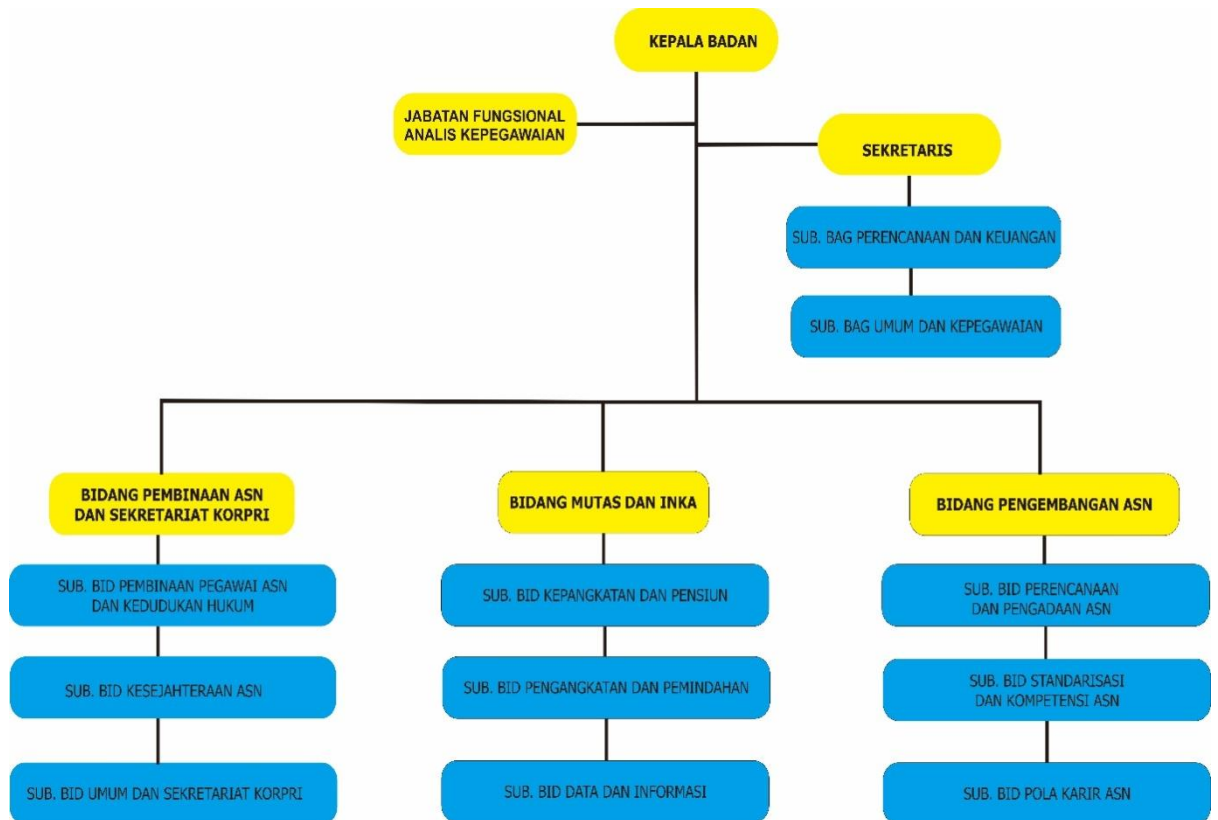 KEPALA BADAN
JABATAN FUNGSIONAL
ANALIS KEPEGAWAIAN
SEKRETARIS
SUB. BAG PERENCANAAN DAN KEUANGAN
SUB. BAG UMUM DAN KEPEGAWAIAN
BIDANG PEMBINAAN ASN
DAN SEKRETARIAT KORPRI
SUB. BID PEMBINAAN PEGAWAI ASN
DAN KEDUDUKAN HUKUM
SUB. BID KESEJAHTERAAN ASN
SUB. BID UMUM DAN SEKRETARIAT KORPRI
BIDANG MUTAS DAN INKA
SUB. BID KEPANGKATAN DAN PENSIUN
SUB. BID PENGANGKATAN DAN PEMINDAHAN
SUB. BID DATA DAN INFORMASI
BIDANG PENGEMBANGAN ASN
SUB. BID PERENCANAAN
DAN PENGADAAN ASN
SUB. BID STANDARISASI
DAN KOMPETENSI ASN
SUB. BID POLA KARIR ASN